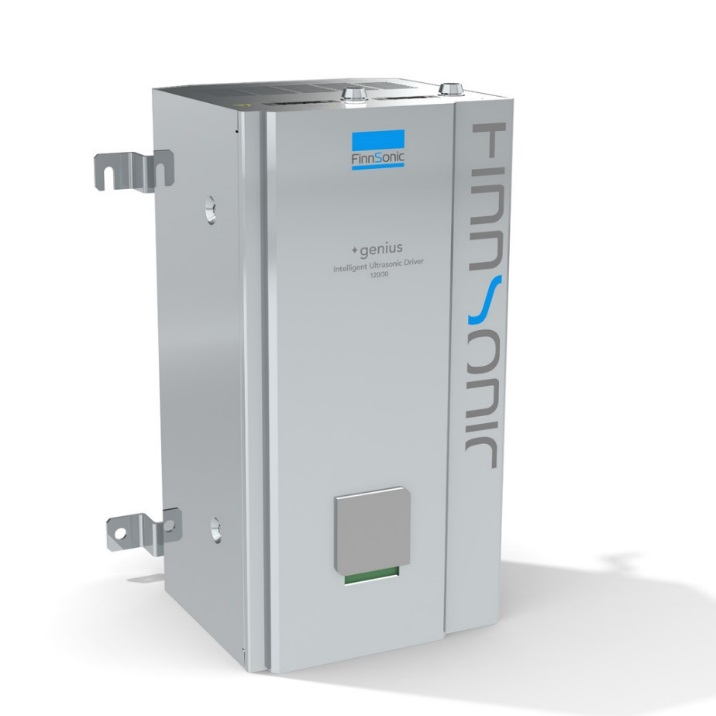 FinnSonic
+genius
Intelligent Ultrasonic Driver
FINNSONIC